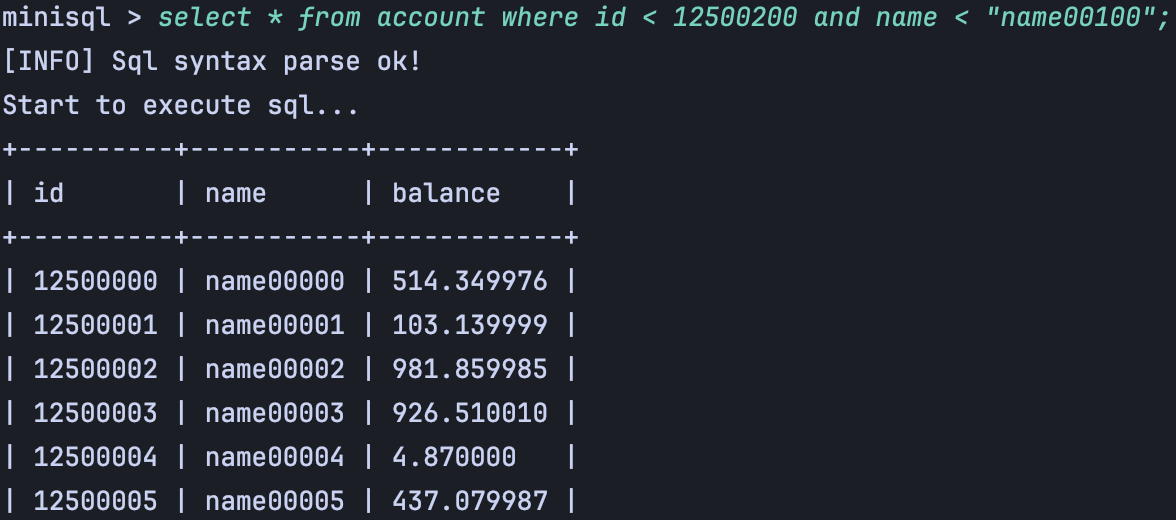 minisql > select * from account where id < 12500200 and name < "name00100";
[INFO] Sql syntax parse ok!
Start to execute sql...
+----------+-----------+------------+
| id       | name      | balance    |
+----------+-----------+------------+
| 12500000 | name00000 | 514.349976 |
| 12500001 | name00001 | 103.139999 |
| 12500002 | name00002 | 981.859985 |
| 12500003 | name00003 | 926.510010 |
| 12500004 | name00004 | 4.870000   |
| 12500005 | name00005 | 437.079987 |